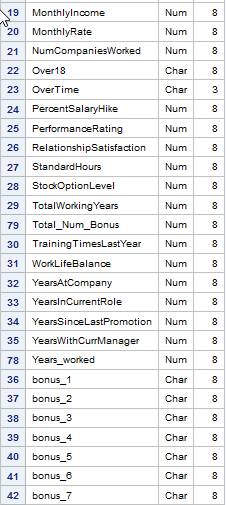 19 MonthlyIncome Num 8
20 MonthlyRate Num 8
21 NumCompaniesWorked Num 8
22 Over18 Char 8
23 OverTime Char 3
24 PercentSalaryHike Num 8
25 PerformanceRating Num 8
26 RelationshipSatisfaction Num 8
27 StandardHours Num 8
28 StockOptionLevel Num 8
29 TotalWorkingYears Num 8
79 Total_Num_Bonus Num 8
30 TrainingTimesLastYear Num 8
31 WorkLifeBalance Num 8
32 YearsAtCompany Num 8
33 YearsInCurrentRole Num 8
34 YearsSinceLastPromotion Num 8
35 YearsWithCurrManager Num 8
78 Years_worked Num 8
36 bonus_1 Char 8
37 bonus_2 Char 8
38 bonus_3 Char 8
39 bonus_4 Char 8
40 bonus_5 Char 8
41 bonus_6 Char 8
42 bonus_7 Char 8